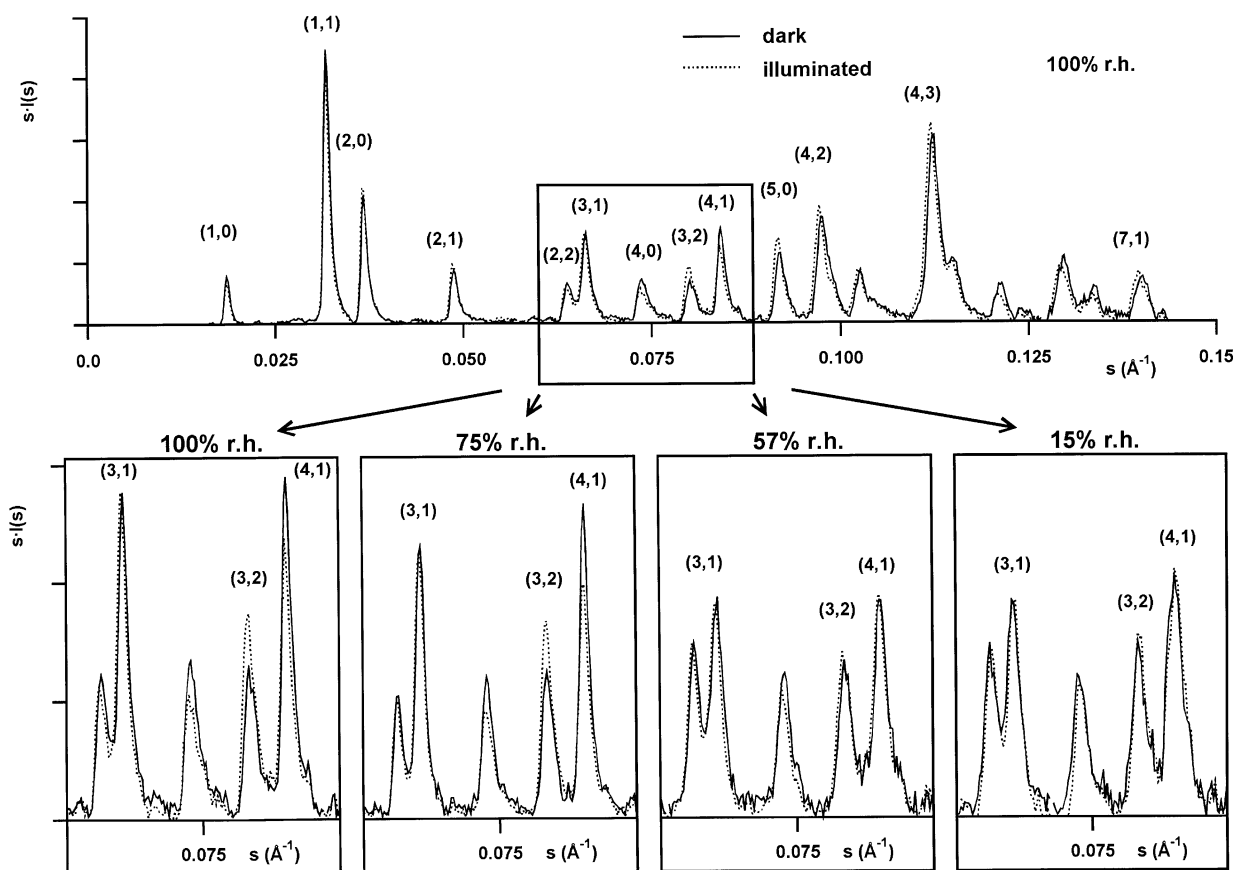 (1,1)
dark
illuminated
100% r.h.
s·I(s)
(4,3)
(2,0)
(4,2)
(5,0)
(3,1)
(4,1)
(1,0)
(2,1)
(2,2)
(4,0)
(3,2)
(7,1)
0.0
0.025
0.050
0.075
0.100
0.125
0.15
s (Å⁻¹)
100% r.h.
75% r.h.
57% r.h.
15% r.h.
s·I(s)
(3,1)
(4,1)
(3,2)
0.075
s (Å⁻¹)
(3,1)
(4,1)
(3,2)
0.075
s (Å⁻¹)
(3,1)
(4,1)
(3,2)
0.075
s (Å⁻¹)
(3,1)
(4,1)
(3,2)
0.075
s (Å⁻¹)